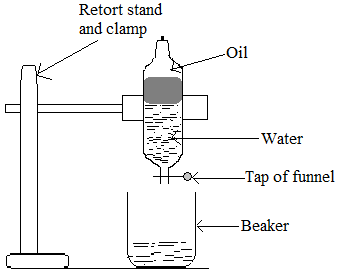 Retort stand
and clamp
Oil
Water
Tap of funnel
Beaker